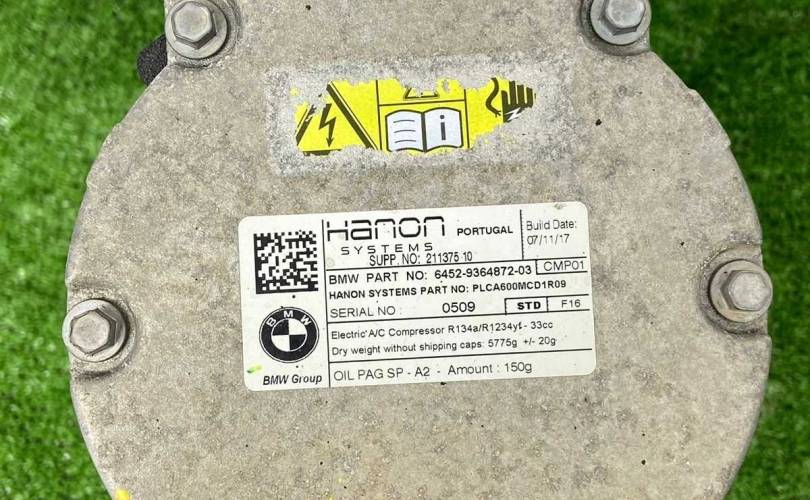 i
Hanon PORTUGAL
SYSTEMS
Build Date:
07/11/17
SUPP. NO: 211375 10
BMW PART NO: 6452-9364872-03 CMP01
HANON SYSTEMS PART NO: PLCA600MCD1R09
SERIAL NO : 0509 STD F16
Electric A/C Compressor R134a/R1234yf - 33cc
Dry weight without shipping caps: 5775g +/- 20g
OIL PAG SP - A2 - Amount : 150g
BMW
BMW Group